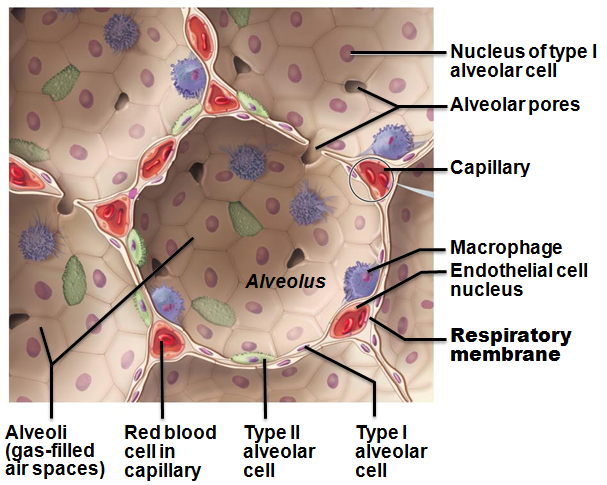 Nucleus of type I
alveolar cell
Alveolar pores
Capillary
Macrophage
Endothelial cell
nucleus
Respiratory
membrane
Alveolus
Alveoli
(gas-filled
air spaces)
Red blood
cell in
capillary
Type II
alveolar
cell
Type I
alveolar
cell